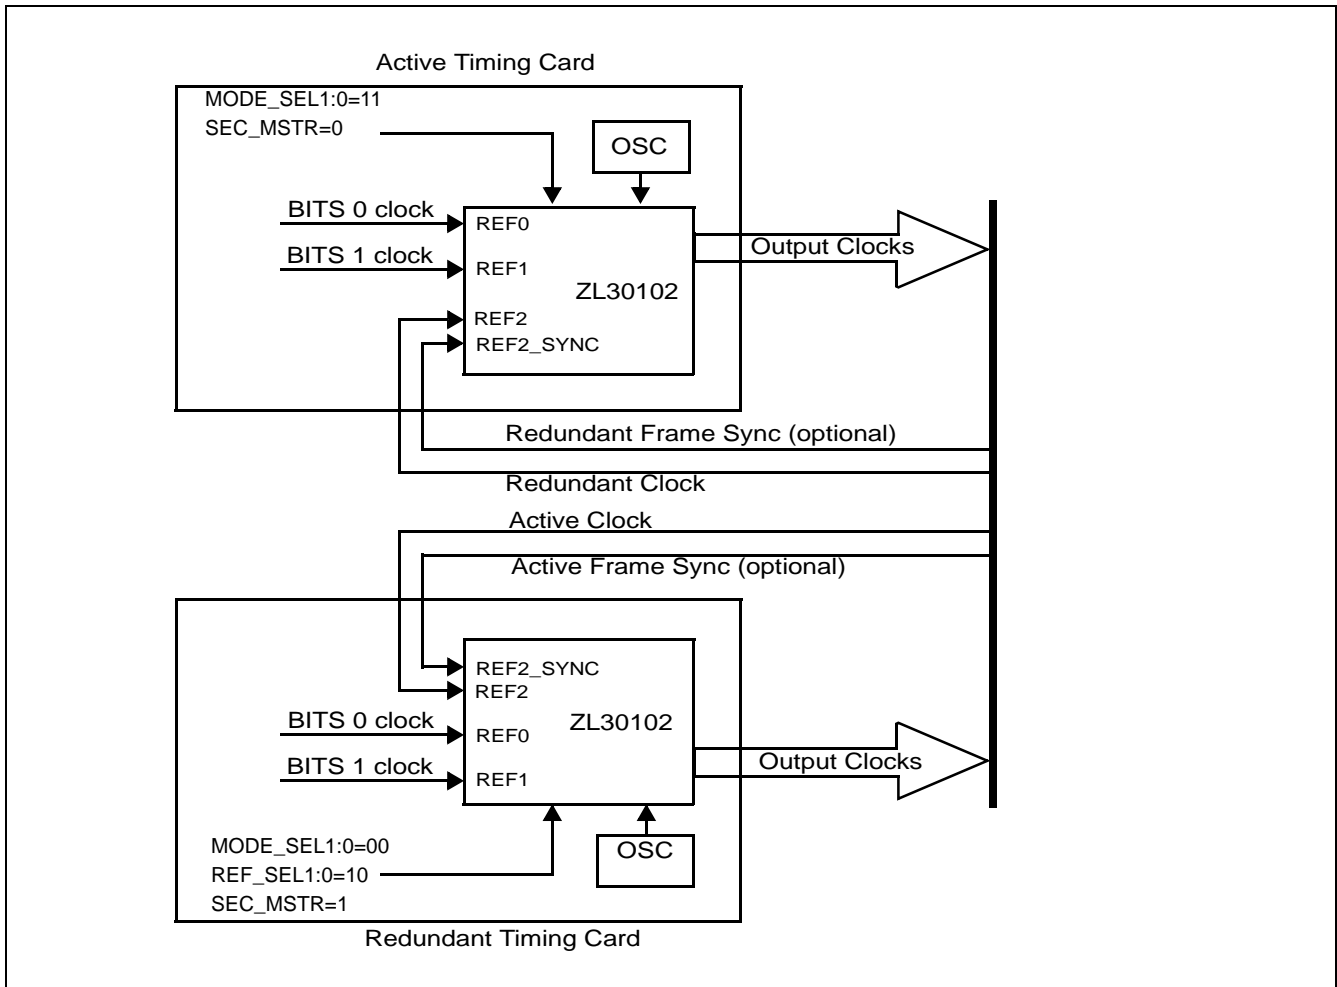 Active Timing Card
MODE_SEL1:0=11
SEC_MSTR=0
OSC
BITS 0 clock
REF0
BITS 1 clock
REF1
Output Clocks
ZL30102
REF2
REF2_SYNC
Redundant Frame Sync (optional)
Redundant Clock
Active Clock
Active Frame Sync (optional)
REF2_SYNC
REF2
BITS 0 clock
REF0
ZL30102
BITS 1 clock
REF1
Output Clocks
MODE_SEL1:0=00
REF_SEL1:0=10
SEC_MSTR=1
OSC
Redundant Timing Card